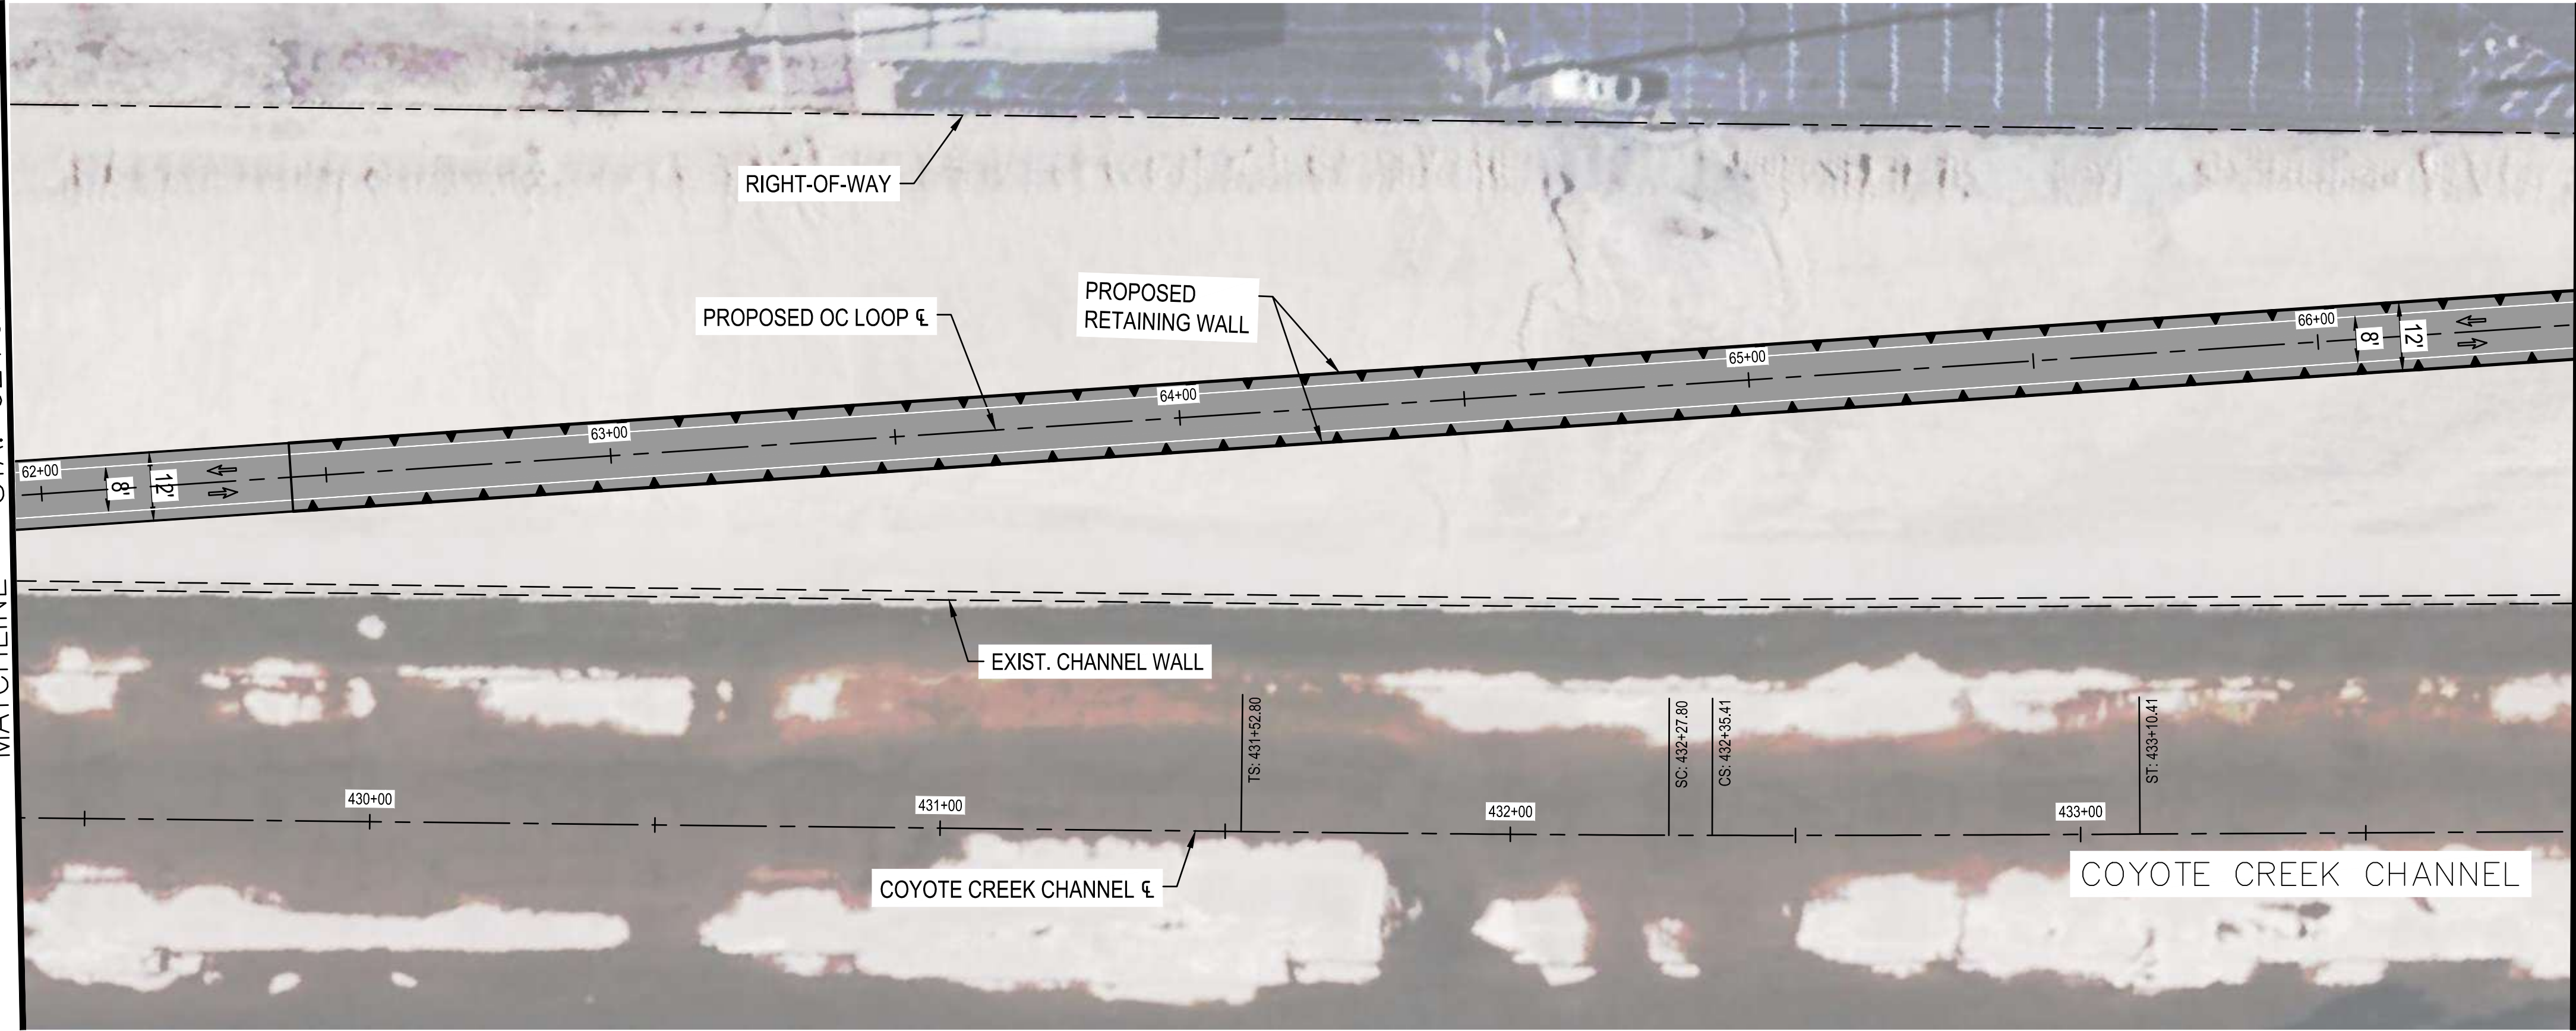 RIGHT-OF-WAY
PROPOSED OC LOOP ℄
PROPOSED
RETAINING WALL
62+00
63+00
64+00
65+00
66+00
8'
12'
8'
12'
EXIST. CHANNEL WALL
TS: 431+52.80
SC: 432+27.80
CS: 432+35.41
ST: 433+10.41
430+00
431+00
432+00
433+00
COYOTE CREEK CHANNEL ℄
COYOTE CREEK CHANNEL